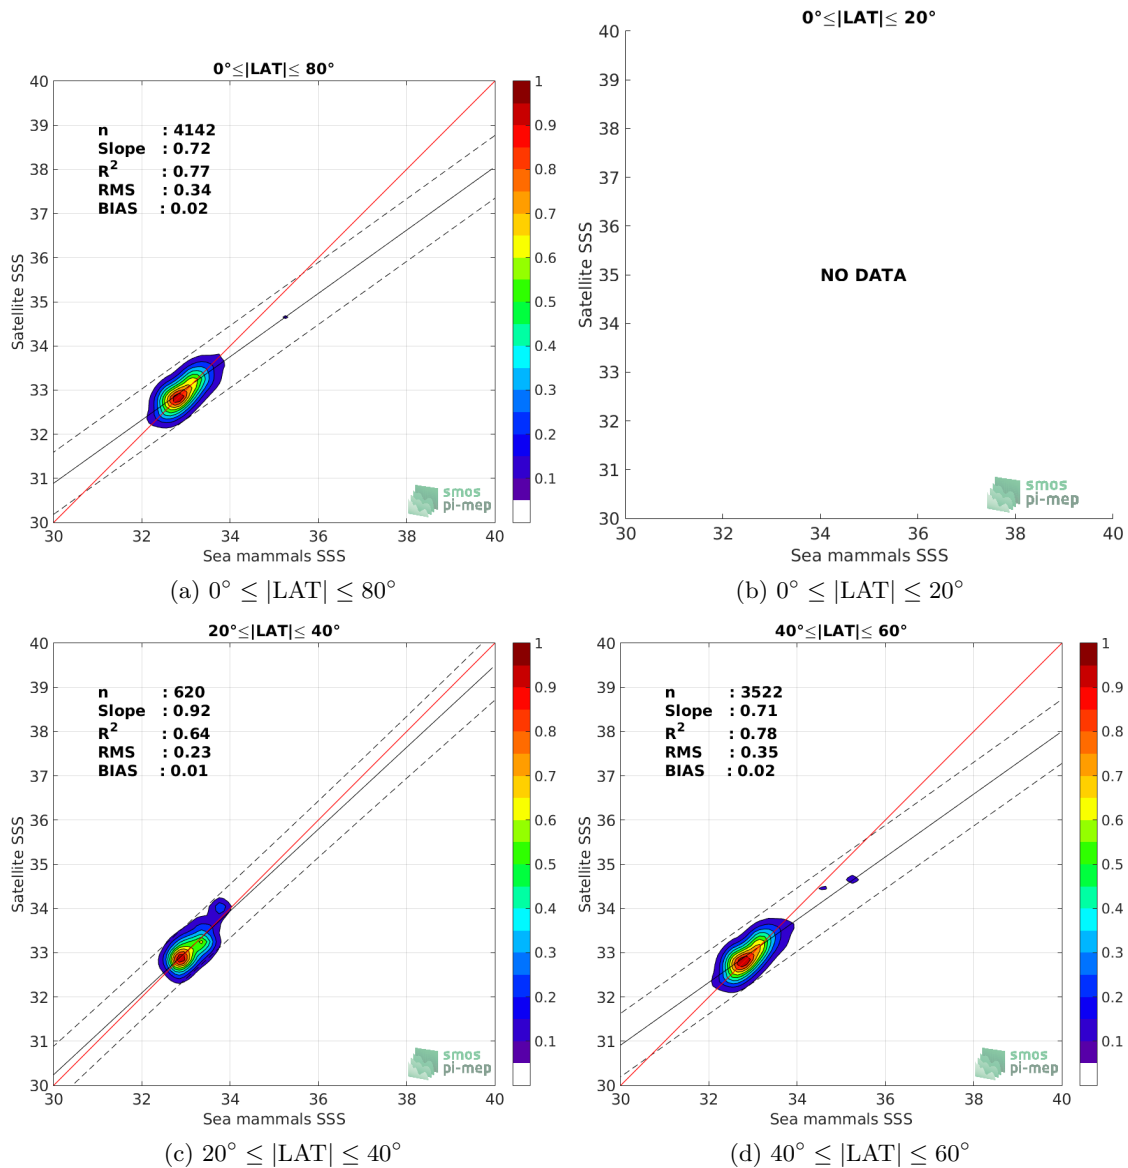 0°≤|LAT|≤ 80°
40
39
38
37
36
35
34
33
32
31
30
n : 4142
Slope : 0.72
R² : 0.77
RMS : 0.34
BIAS : 0.02
Satellite SSS
30 32 34 36 38 40
Sea mammals SSS
smos
pi-mep
1
0.9
0.8
0.7
0.6
0.5
0.4
0.3
0.2
0.1
(a) 0° ≤ |LAT| ≤ 80°
0°≤|LAT|≤ 20°
40
39
38
37
36
35
34
33
32
31
30
NO DATA
Satellite SSS
30 32 34 36 38 40
Sea mammals SSS
smos
pi-mep
(b) 0° ≤ |LAT| ≤ 20°
20°≤|LAT|≤ 40°
40
39
38
37
36
35
34
33
32
31
30
n : 620
Slope : 0.92
R² : 0.64
RMS : 0.23
BIAS : 0.01
Satellite SSS
30 32 34 36 38 40
Sea mammals SSS
smos
pi-mep
1
0.9
0.8
0.7
0.6
0.5
0.4
0.3
0.2
0.1
(c) 20° ≤ |LAT| ≤ 40°
40°≤|LAT|≤ 60°
40
39
38
37
36
35
34
33
32
31
30
n : 3522
Slope : 0.71
R² : 0.78
RMS : 0.35
BIAS : 0.02
Satellite SSS
30 32 34 36 38 40
Sea mammals SSS
smos
pi-mep
1
0.9
0.8
0.7
0.6
0.5
0.4
0.3
0.2
0.1
(d) 40° ≤ |LAT| ≤ 60°